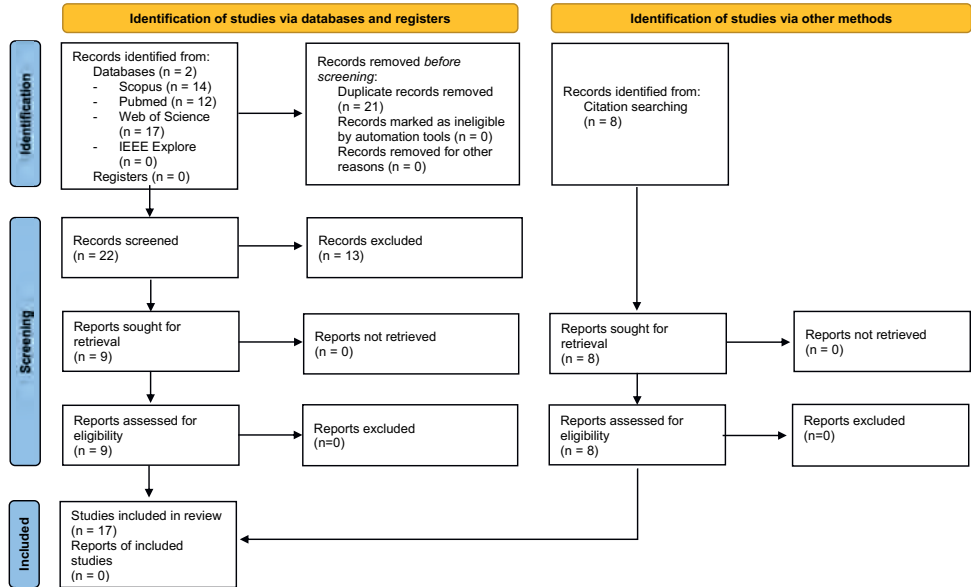 Identification of studies via databases and registers
Identification of studies via other methods
Identification
Records identified from:
Databases (n = 2)
- Scopus (n = 14)
- Pubmed (n = 12)
- Web of Science
(n = 17)
- IEEE Explore
(n = 0)
Registers (n = 0)
Records removed before
screening:
Duplicate records removed
(n = 21)
Records marked as ineligible
by automation tools (n = 0)
Records removed for other
reasons (n = 0)
Records identified from:
Citation searching
(n = 8)
Screening
Records screened
(n = 22)
Records excluded
(n = 13)
Reports sought for
retrieval
(n = 9)
Reports not retrieved
(n = 0)
Reports sought for
retrieval
(n = 8)
Reports not retrieved
(n = 0)
Reports assessed for
eligibility
(n = 9)
Reports excluded
(n=0)
Reports assessed for
eligibility
(n = 8)
Reports excluded
(n=0)
Included
Studies included in review
(n = 17)
Reports of included
studies
(n = 0)